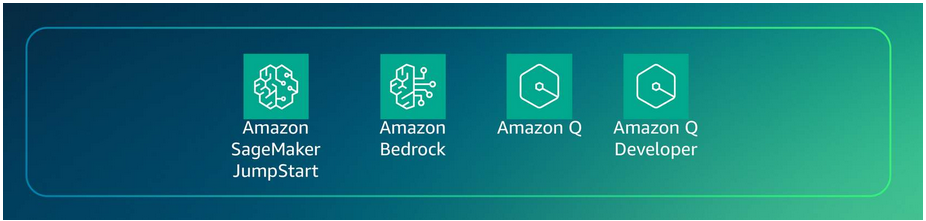 Amazon
SageMaker
JumpStart
Amazon
Bedrock
Amazon Q
Amazon Q
Developer